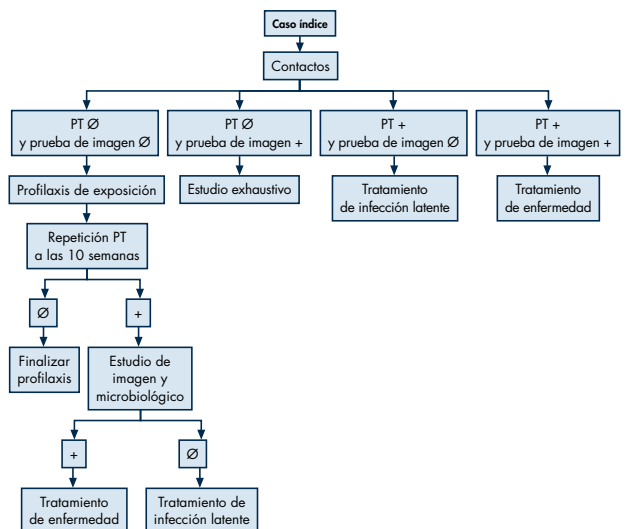 Caso índice
Contactos
PT Ø
y prueba de imagen Ø
PT Ø
y prueba de imagen +
PT +
y prueba de imagen Ø
PT +
y prueba de imagen +
Profilaxis de exposición
Estudio exhaustivo
Tratamiento
de infección latente
Tratamiento
de enfermedad
Repetición PT
a las 10 semanas
Ø
+
Finalizar
profilaxis
Estudio de
imagen y
microbiológico
+
Ø
Tratamiento
de enfermedad
Tratamiento de
infección latente